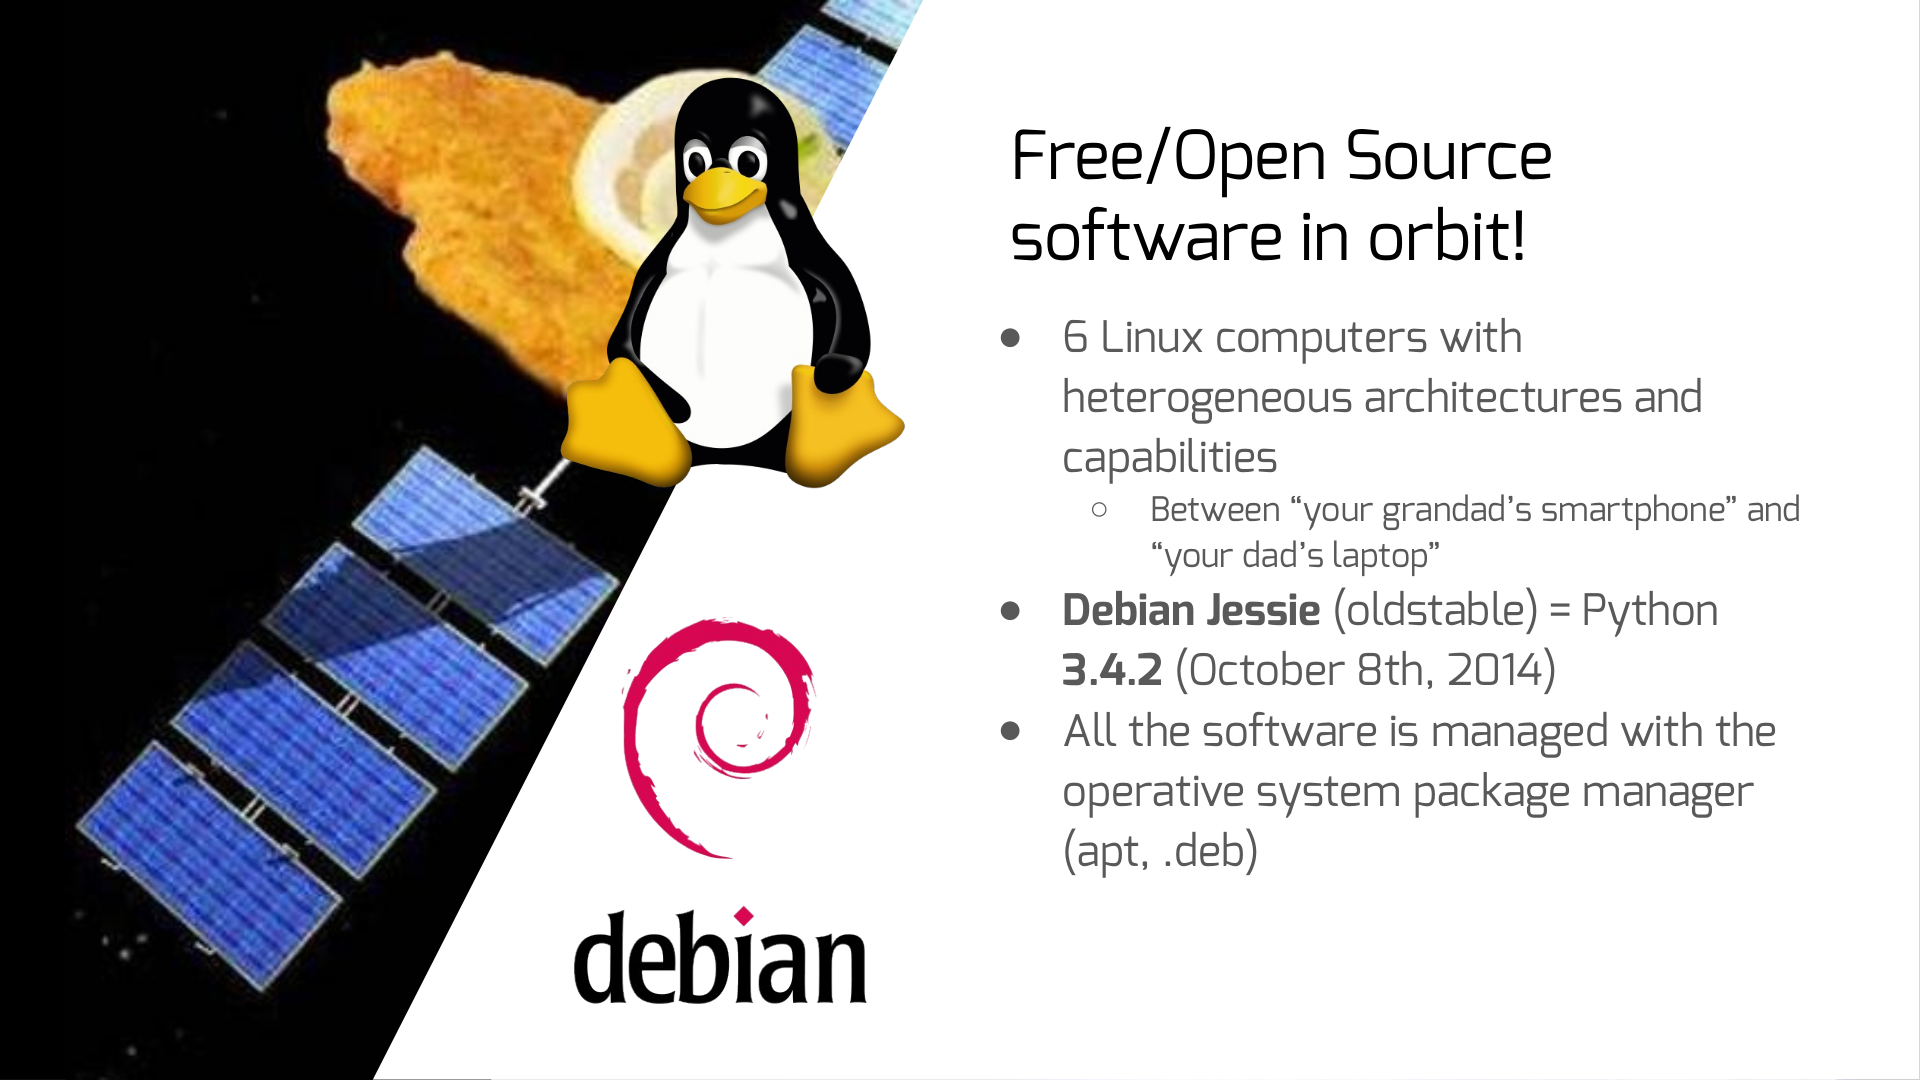 Free/Open Source
software in orbit!
● 6 Linux computers with
heterogeneous architectures and
capabilities
○ Between “your grandad’s smartphone” and
“your dad’s laptop”
● Debian Jessie (oldstable) = Python
3.4.2 (October 8th, 2014)
● All the software is managed with the
operative system package manager
(apt, .deb)
debian